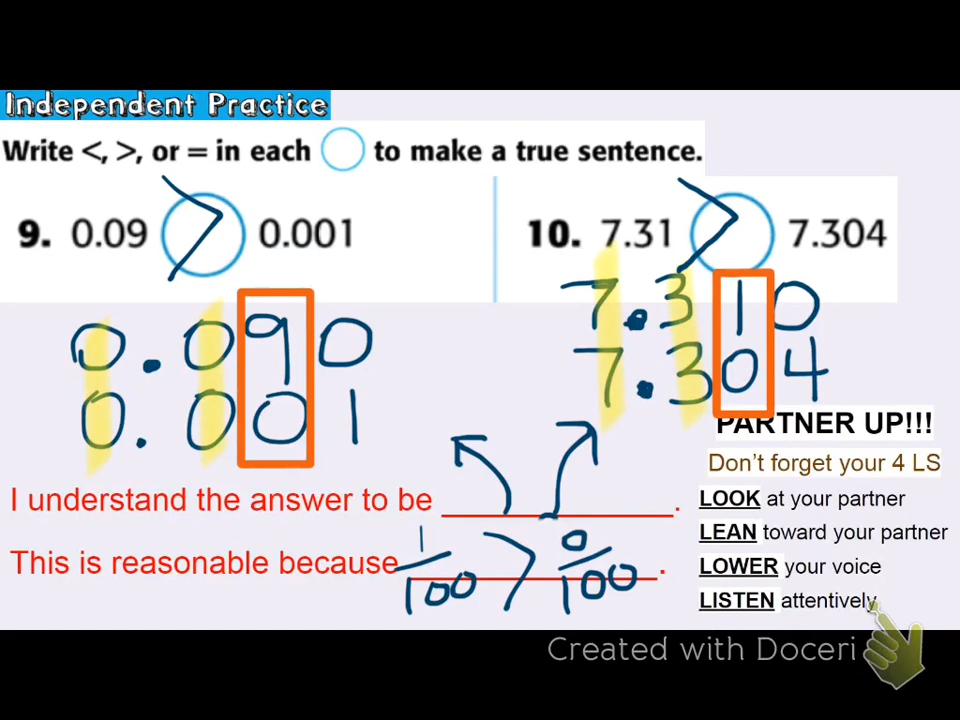 Independent Practice
Write <, >, or = in each ◯ to make a true sentence.
9. 0.09 > 0.001
10. 7.31 > 7.304
0.090
0.001
7.310
7.304
PARTNER UP!!!
Don't forget your 4 LS
LOOK at your partner
LEAN toward your partner
LOWER your voice
LISTEN attentively
I understand the answer to be ____________.
This is reasonable because 1/100 > 0/100.
Created with Doceri